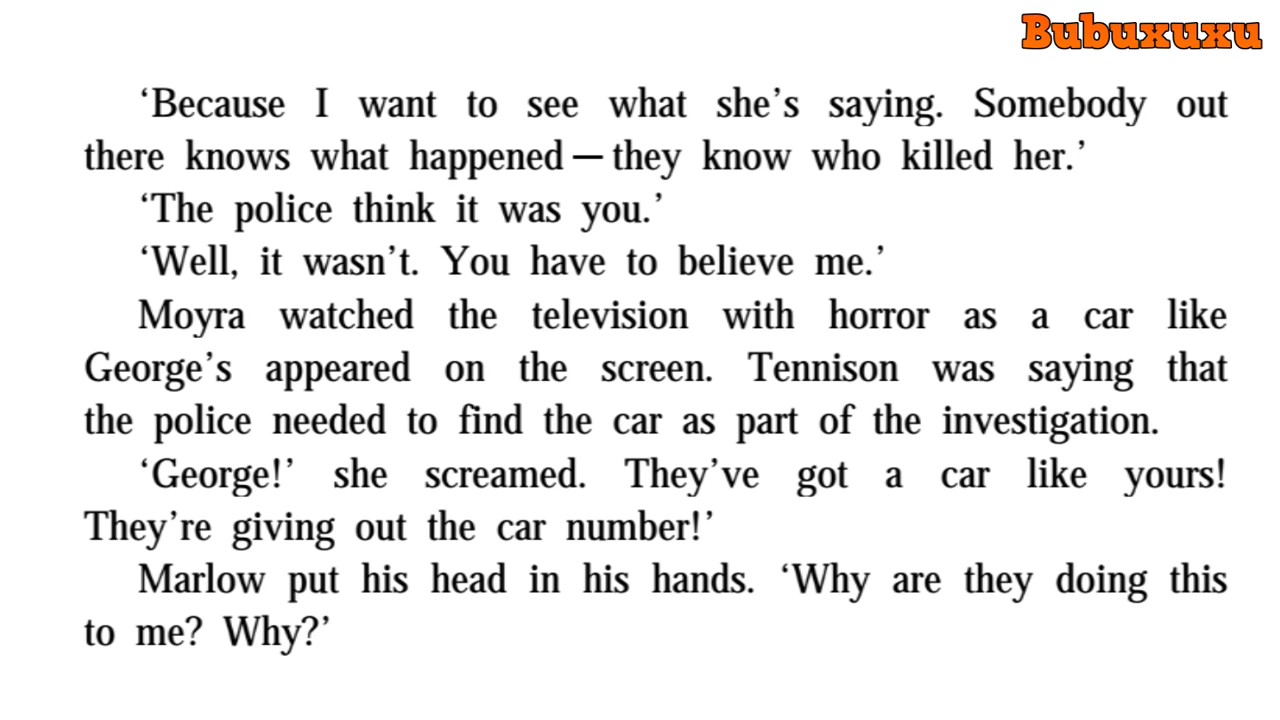 Bubuxuxu
‘Because I want to see what she’s saying. Somebody out
there knows what happened — they know who killed her.’
‘The police think it was you.’
‘Well, it wasn’t. You have to believe me.’
Moyra watched the television with horror as a car like
George’s appeared on the screen. Tennison was saying that
the police needed to find the car as part of the investigation.
‘George!’ she screamed. They’ve got a car like yours!
They’re giving out the car number!’
Marlow put his head in his hands. ‘Why are they doing this
to me? Why?’